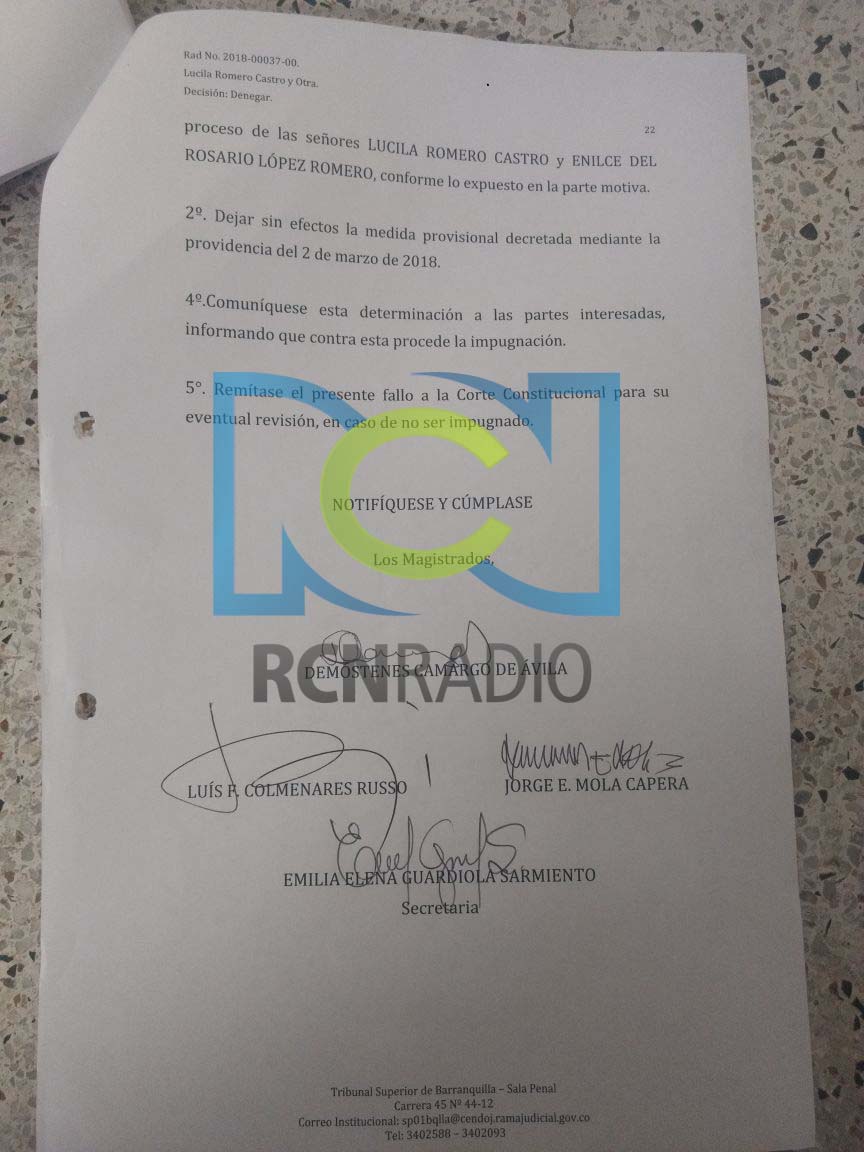 Rad No. 2018-00037-00.
Lucila Romero Castro y Otra.
Decisión: Denegar.
22
proceso de las señores LUCILA ROMERO CASTRO y ENILCE DEL
ROSARIO LÓPEZ ROMERO, conforme lo expuesto en la parte motiva.
2º. Dejar sin efectos la medida provisional decretada mediante la
providencia del 2 de marzo de 2018.
4º.Comuníquese esta determinación a las partes interesadas,
informando que contra esta procede la impugnación.
5°. Remítase el presente fallo a la Corte Constitucional para su
eventual revisión, en caso de no ser impugnado.
NOTIFÍQUESE Y CÚMPLASE
Los Magistrados,
RCN
RCNRADIO
DEMÓSTENES CAMARGO DE ÁVILA
LUÍS F. COLMENARES RUSSO
JORGE E. MOLA CAPERA
EMILIA ELENA GUARDIOLA SARMIENTO
Secretaria
Tribunal Superior de Barranquilla – Sala Penal
Carrera 45 Nº 44-12
Correo Institucional: sp01bqlla@cendoj.ramajudicial.gov.co
Tel: 3402588 – 3402093